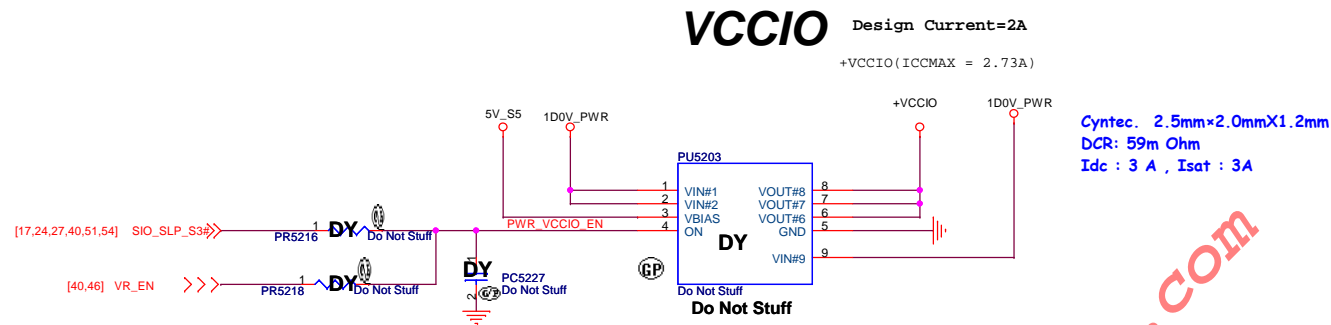 VCCIO Design Current=2A
+VCCIO(ICCMAX = 2.73A)
5V_S5
1D0V_PWR
+VCCIO
1D0V_PWR
Cyntec. 2.5mm×2.0mmX1.2mm
DCR: 59m Ohm
Idc : 3 A , Isat : 3A
PU5203
1 VIN#1 VOUT#8 8
2 VIN#2 VOUT#7 7
3 VBIAS VOUT#6 6
4 ON GND 5
VIN#9 9
DY
PWR_VCCIO_EN
[17,24,27,40,51,54] SIO_SLP_S3#
1 DY
PR5216 Do Not Stuff
[40,46] VR_EN
1 DY
PR5218 Do Not Stuff
1
DY
2
PC5227
GP Do Not Stuff
GP
Do Not Stuff
Do Not Stuff
.com